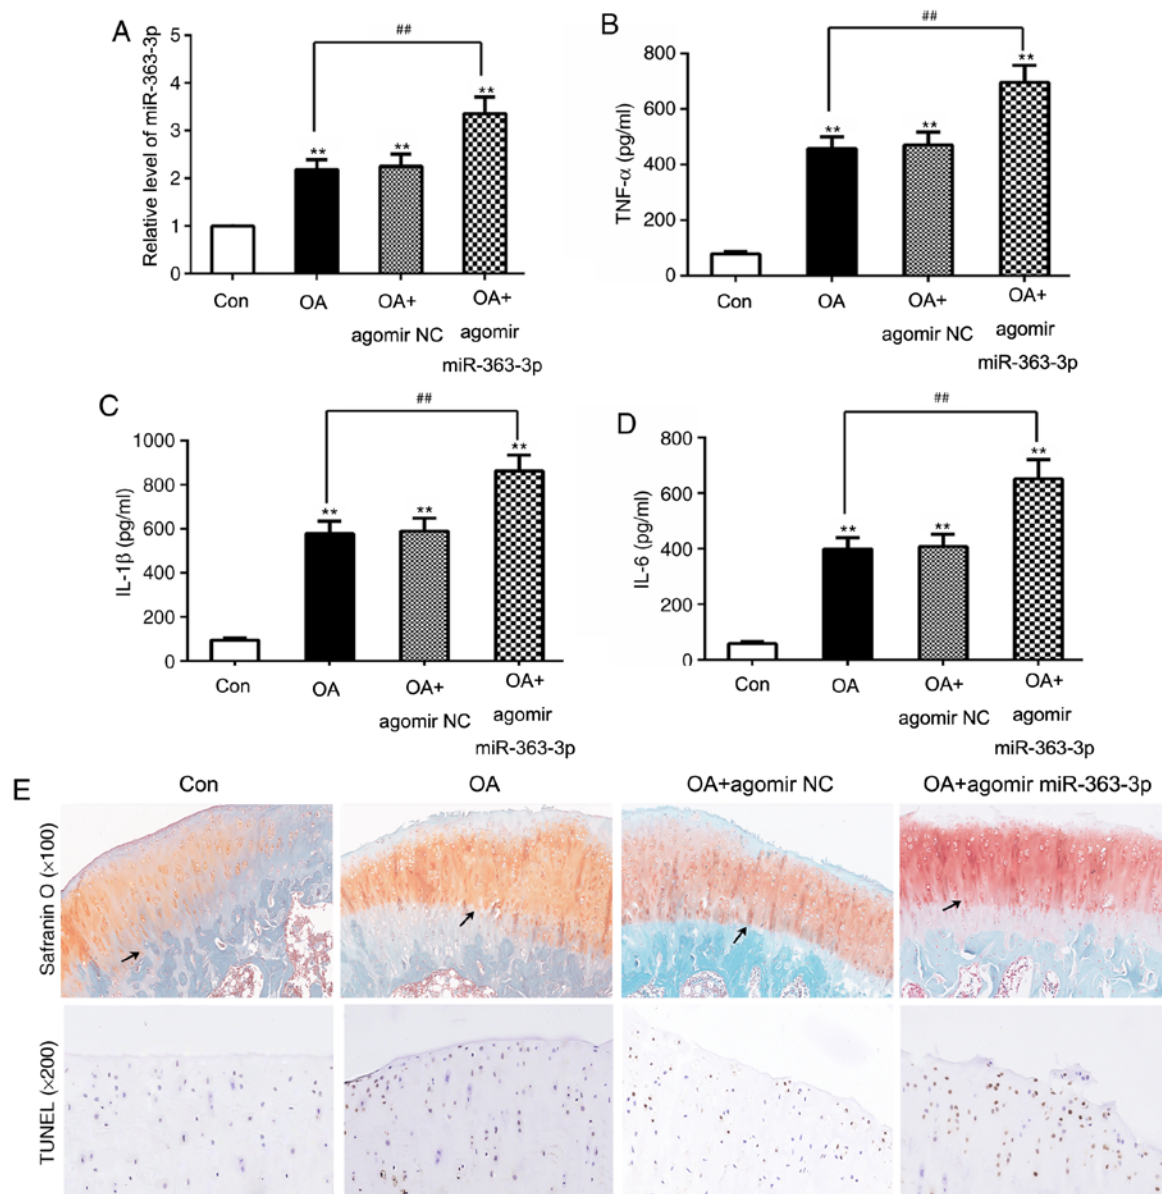 A
B
##
##
Relative level of miR-363-3p
5
4
3
2
1
0
**
**
**
Con
OA
OA+
agomir NC
OA+
agomir
miR-363-3p
TNF-α (pg/ml)
800
600
400
200
0
**
**
**
Con
OA
OA+
agomir NC
OA+
agomir
miR-363-3p
C
D
##
##
IL-1β (pg/ml)
1000
800
600
400
200
0
**
**
**
Con
OA
OA+
agomir NC
OA+
agomir
miR-363-3p
IL-6 (pg/ml)
800
600
400
200
0
**
**
**
Con
OA
OA+
agomir NC
OA+
agomir
miR-363-3p
E
Con
OA
OA+agomir NC
OA+agomir miR-363-3p
Safranin O (×100)
TUNEL (×200)